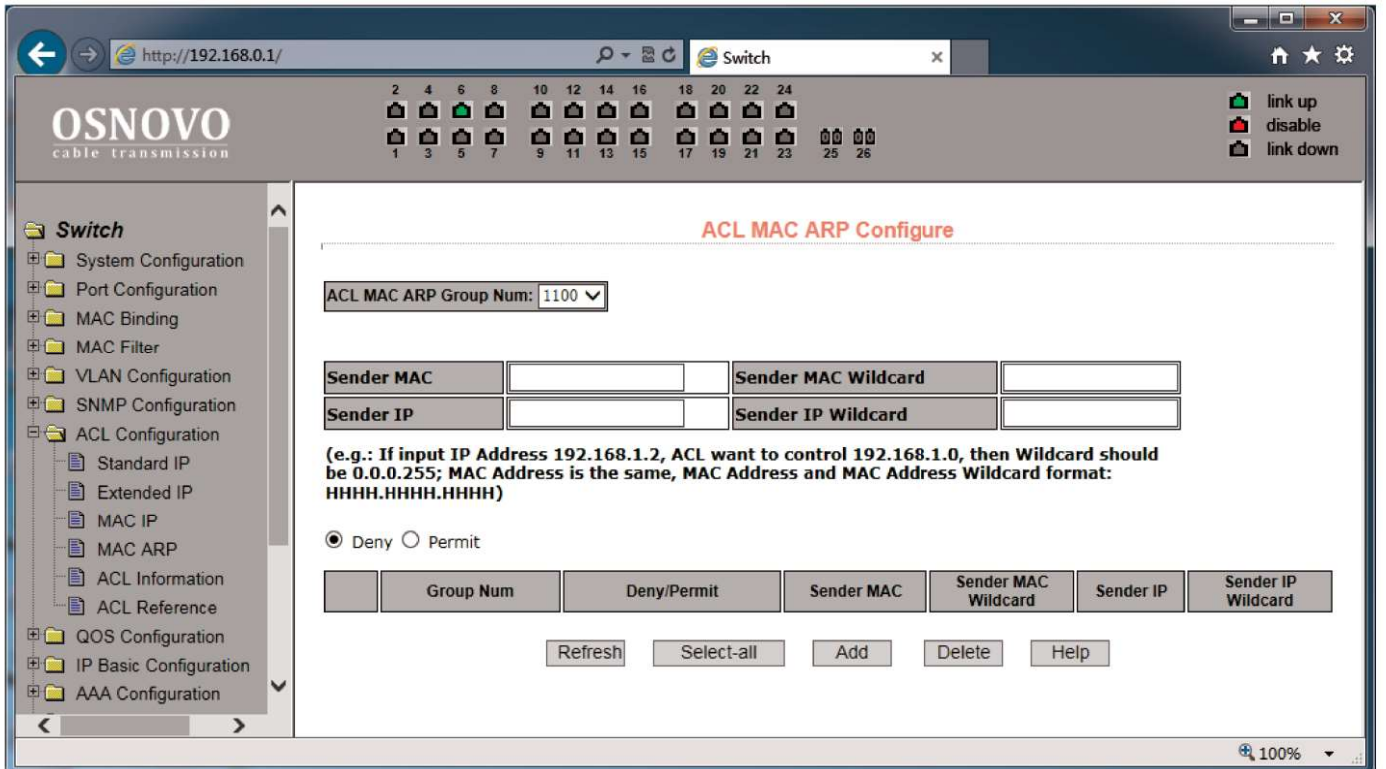 http://192.168.0.1/
Switch
OSNOVO
cable transmission
2 4 6 8 10 12 14 16 18 20 22 24
1 3 5 7 9 11 13 15 17 19 21 23 25 26
link up
disable
link down
Switch
System Configuration
Port Configuration
MAC Binding
MAC Filter
VLAN Configuration
SNMP Configuration
ACL Configuration
Standard IP
Extended IP
MAC IP
MAC ARP
ACL Information
ACL Reference
QOS Configuration
IP Basic Configuration
AAA Configuration
ACL MAC ARP Configure
ACL MAC ARP Group Num: 1100
Sender MAC Sender MAC Wildcard
Sender IP Sender IP Wildcard
(e.g.: If input IP Address 192.168.1.2, ACL want to control 192.168.1.0, then Wildcard should
be 0.0.0.255; MAC Address is the same, MAC Address and MAC Address Wildcard format:
HHHH.HHHH.HHHH)
Deny Permit
Group Num Deny/Permit Sender MAC Sender MAC Wildcard Sender IP Sender IP Wildcard
Refresh Select-all Add Delete Help
100%